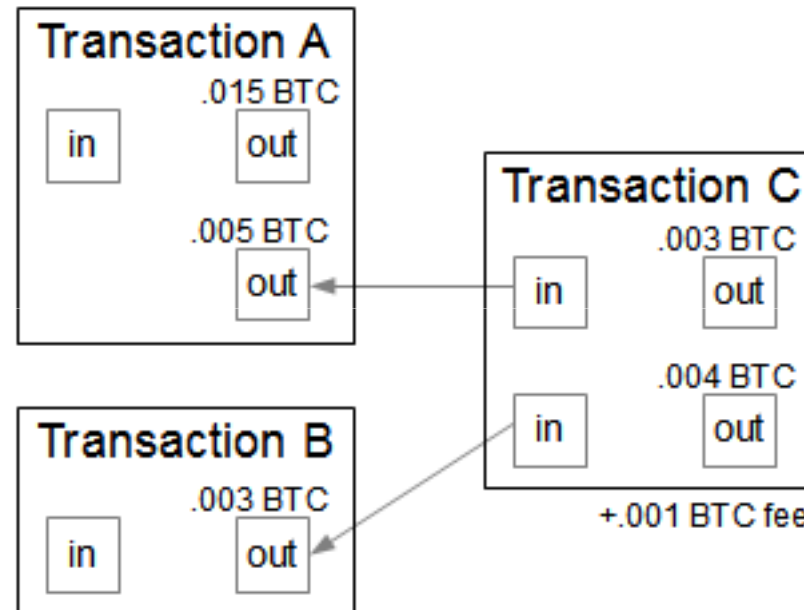 Transaction A
.015 BTC
in
out
.005 BTC
out
Transaction B
.003 BTC
in
out
Transaction C
.003 BTC
in
out
.004 BTC
in
out
+.001 BTC fee